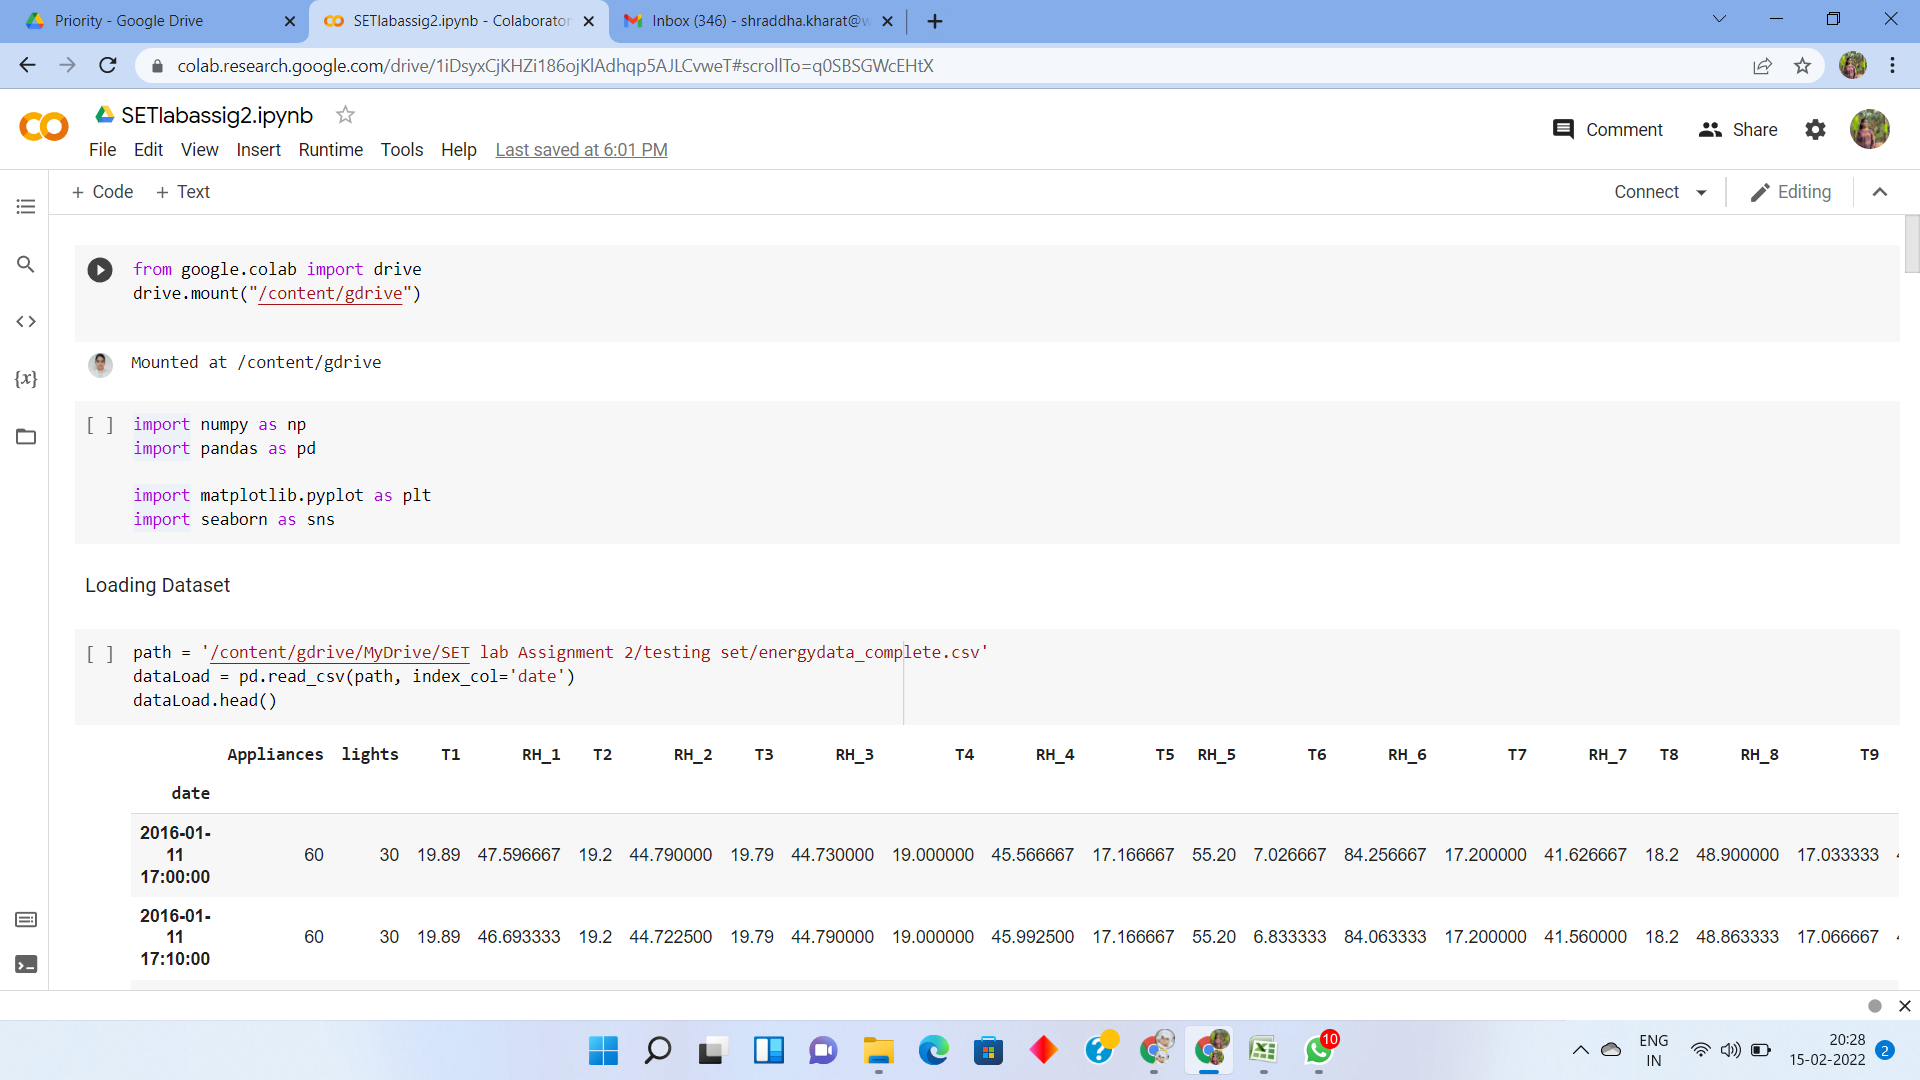 Priority - Google Drive
SETlabassig2.ipynb - Colaborator
Inbox (346) - shraddha.kharat@w
colab.research.google.com/drive/1iDsyxCjKHZi186ojKlAdhqp5AJLCvweT#scrollTo=q0SBSGWcEHtX
SETlabassig2.ipynb
File Edit View Insert Runtime Tools Help Last saved at 6:01 PM
Comment Share
+ Code + Text
Connect Editing
from google.colab import drive
drive.mount("/content/gdrive")
Mounted at /content/gdrive
[ ] import numpy as np
import pandas as pd
import matplotlib.pyplot as plt
import seaborn as sns
Loading Dataset
[ ] path = '/content/gdrive/MyDrive/SET lab Assignment 2/testing set/energydata_complete.csv'
dataLoad = pd.read_csv(path, index_col='date')
dataLoad.head()
Appliances lights T1 RH_1 T2 RH_2 T3 RH_3 T4 RH_4 T5 RH_5 T6 RH_6 T7 RH_7 T8 RH_8 T9
date
2016-01-
11
17:00:00
60 30 19.89 47.596667 19.2 44.790000 19.79 44.730000 19.000000 45.566667 17.166667 55.20 7.026667 84.256667 17.200000 41.626667 18.2 48.900000 17.033333
2016-01-
11
17:10:00
60 30 19.89 46.693333 19.2 44.722500 19.79 44.790000 19.000000 45.992500 17.166667 55.20 6.833333 84.063333 17.200000 41.560000 18.2 48.863333 17.066667
{x}
10
ENG
IN
20:28
15-02-2022
2